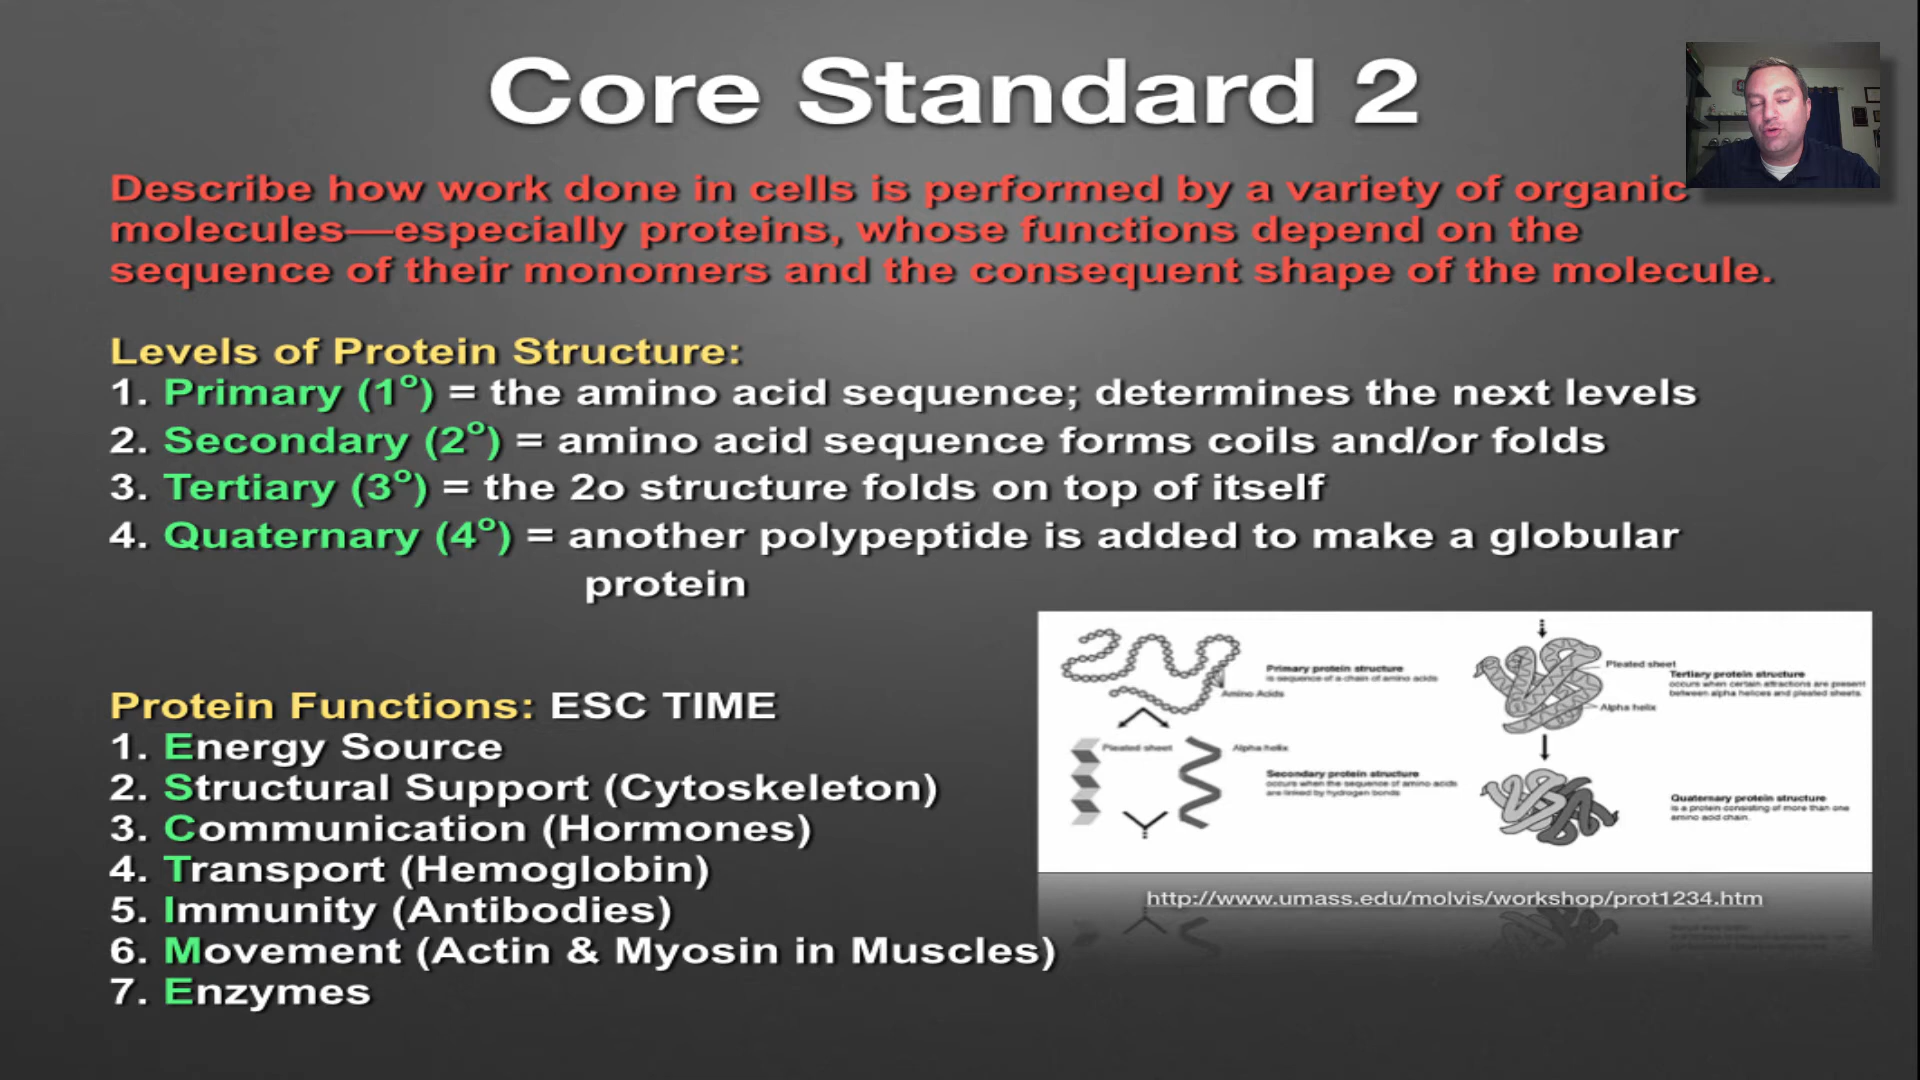 Core Standard 2
Describe how work done in cells is performed by a variety of organic
molecules—especially proteins, whose functions depend on the
sequence of their monomers and the consequent shape of the molecule.
Levels of Protein Structure:
1. Primary (1o) = the amino acid sequence; determines the next levels
2. Secondary (2o) = amino acid sequence forms coils and/or folds
3. Tertiary (3o) = the 2o structure folds on top of itself
4. Quaternary (4o) = another polypeptide is added to make a globular
protein
Protein Functions: ESC TIME
1. Energy Source
2. Structural Support (Cytoskeleton)
3. Communication (Hormones)
4. Transport (Hemoglobin)
5. Immunity (Antibodies)
6. Movement (Actin & Myosin in Muscles)
7. Enzymes
Primary protein structure
is sequence of a chain of amino acids
Amino Acids
Pleated sheet
Alpha helix
Secondary protein structure
occurs when the sequence of amino acids
are linked by hydrogen bonds
Pleated sheet
Tertiary protein structure
occurs when certain attractions are present
between alpha helices and pleated sheets.
Alpha helix
Quaternary protein structure
is a protein consisting of more than one
amino acid chain.
http://www.umass.edu/molvis/workshop/prot1234.htm